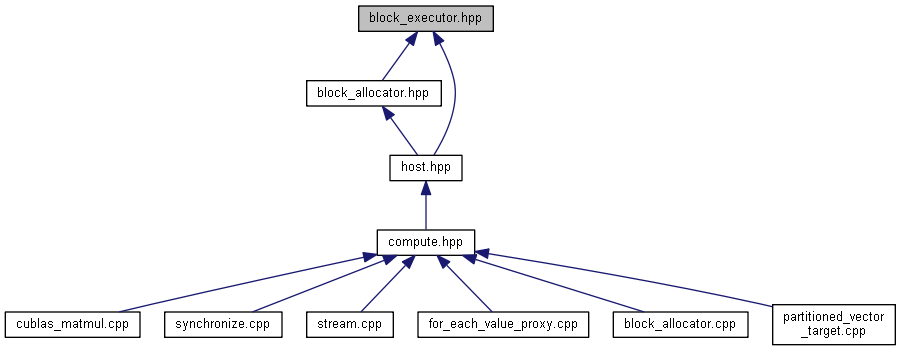 block_executor.hpp
block_allocator.hpp
host.hpp
compute.hpp
cublas_matmul.cpp
synchronize.cpp
stream.cpp
for_each_value_proxy.cpp
block_allocator.cpp
partitioned_vector
_target.cpp